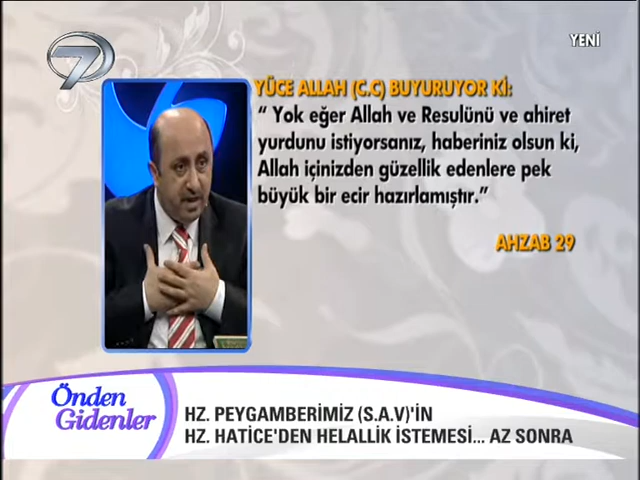 7
YENİ
YÜCE ALLAH (C.C) BUYURUYOR Kİ:
“ Yok eğer Allah ve Resulünü ve ahiret
yurdunu istiyorsanız, haberiniz olsun ki,
Allah içinizden güzellik edenlere pek
büyük bir ecir hazırlamıştır.”
AHZAB 29
Önden
Gidenler
HZ. PEYGAMBERİMİZ (S.A.V)'İN
HZ. HATİCE'DEN HELALLİK İSTEMESİ... AZ SONRA